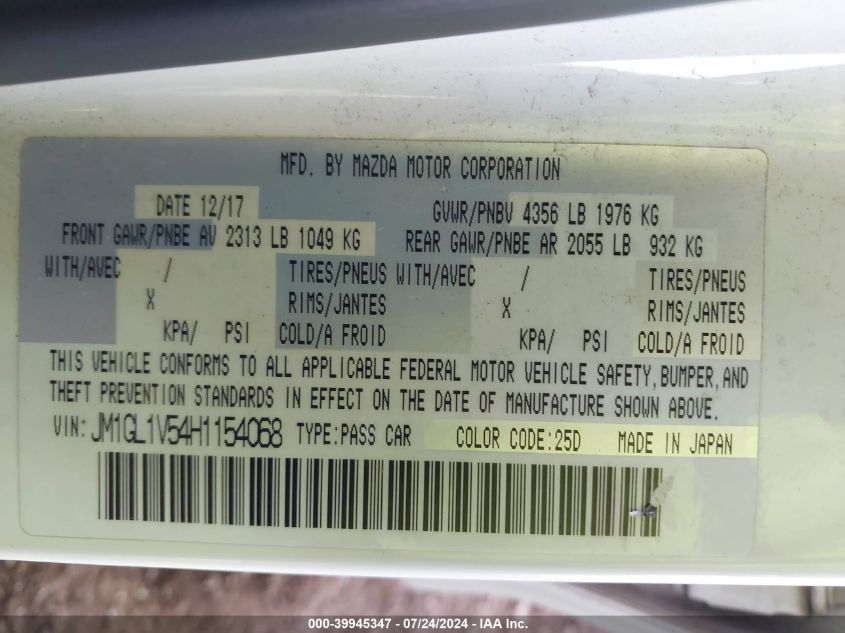 MFD. BY MAZDA MOTOR CORPORATION
DATE 12/17 GVWR/PNBV 4356 LB 1976 KG
FRONT GAWR/PNBE AV 2313 LB 1049 KG REAR GAWR/PNBE AR 2055 LB 932 KG
WITH/AVEC / TIRES/PNEUS WITH/AVEC / TIRES/PNEUS
X RIMS/JANTES X RIMS/JANTES
KPA/ PSI COLD/A FROID KPA/ PSI COLD/A FROID
THIS VEHICLE CONFORMS TO ALL APPLICABLE FEDERAL MOTOR VEHICLE SAFETY, BUMPER, AND
THEFT PREVENTION STANDARDS IN EFFECT ON THE DATE OF MANUFACTURE SHOWN ABOVE.
VIN: JM1GL1V54H1154068 TYPE:PASS CAR COLOR CODE:25D MADE IN JAPAN
000-39945347 / 07/24/2024 - IAA Inc.